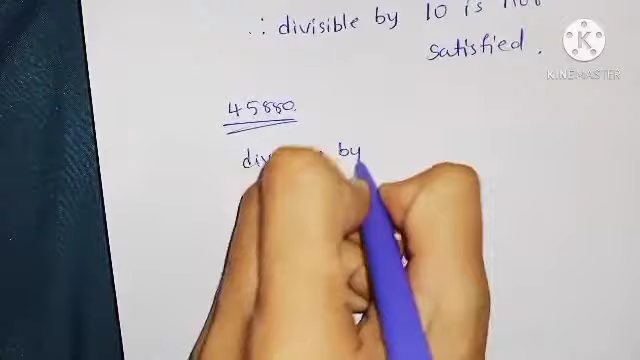 ∴ divisible by 10 is not
satisfied.
45880.
by
K
KINEMASTER